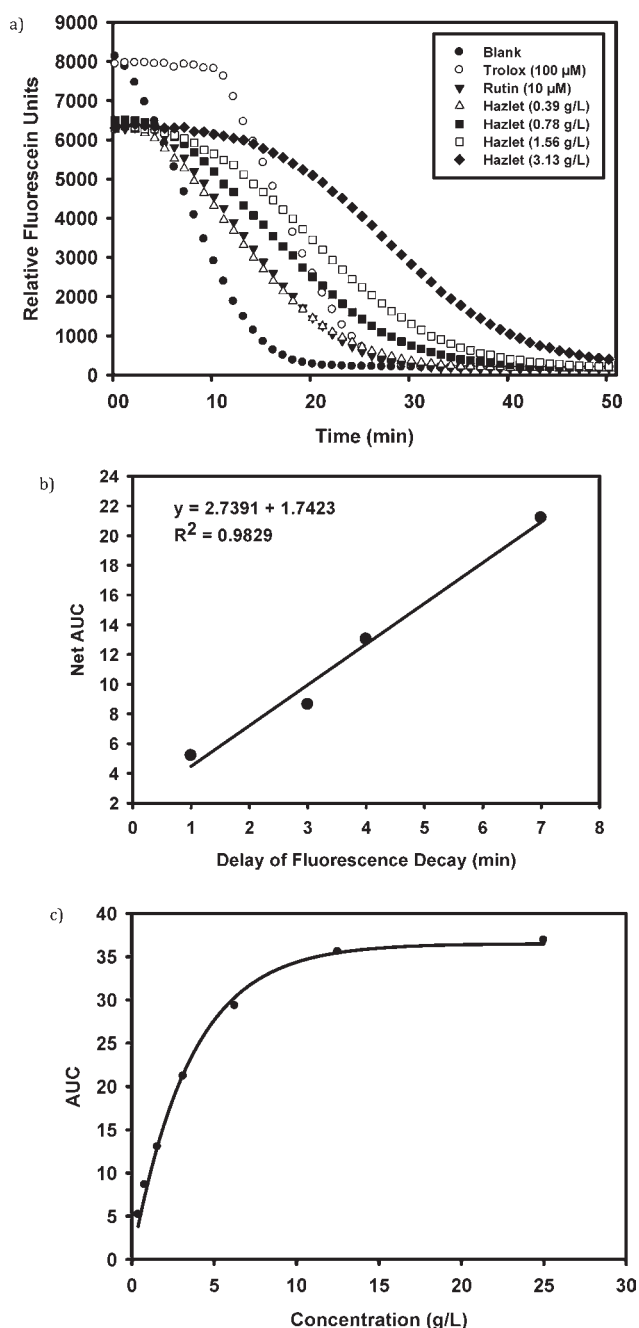 a)
9000
8000
7000
6000
5000
4000
3000
2000
1000
0
Relative Fluorescein Units
Blank
Trolox (100 µM)
Rutin (10 µM)
Hazlet (0.39 g/L)
Hazlet (0.78 g/L)
Hazlet (1.56 g/L)
Hazlet (3.13 g/L)
00 10 20 30 40 50
Time (min)
b)
24
22
20
18
16
14
12
10
8
6
4
2
Net AUC
y = 2.7391 + 1.7423
R² = 0.9829
0 1 2 3 4 5 6 7 8
Delay of Fluorescence Decay (min)
c)
40
35
30
25
20
15
10
5
0
AUC
0 5 10 15 20 25 30
Concentration (g/L)